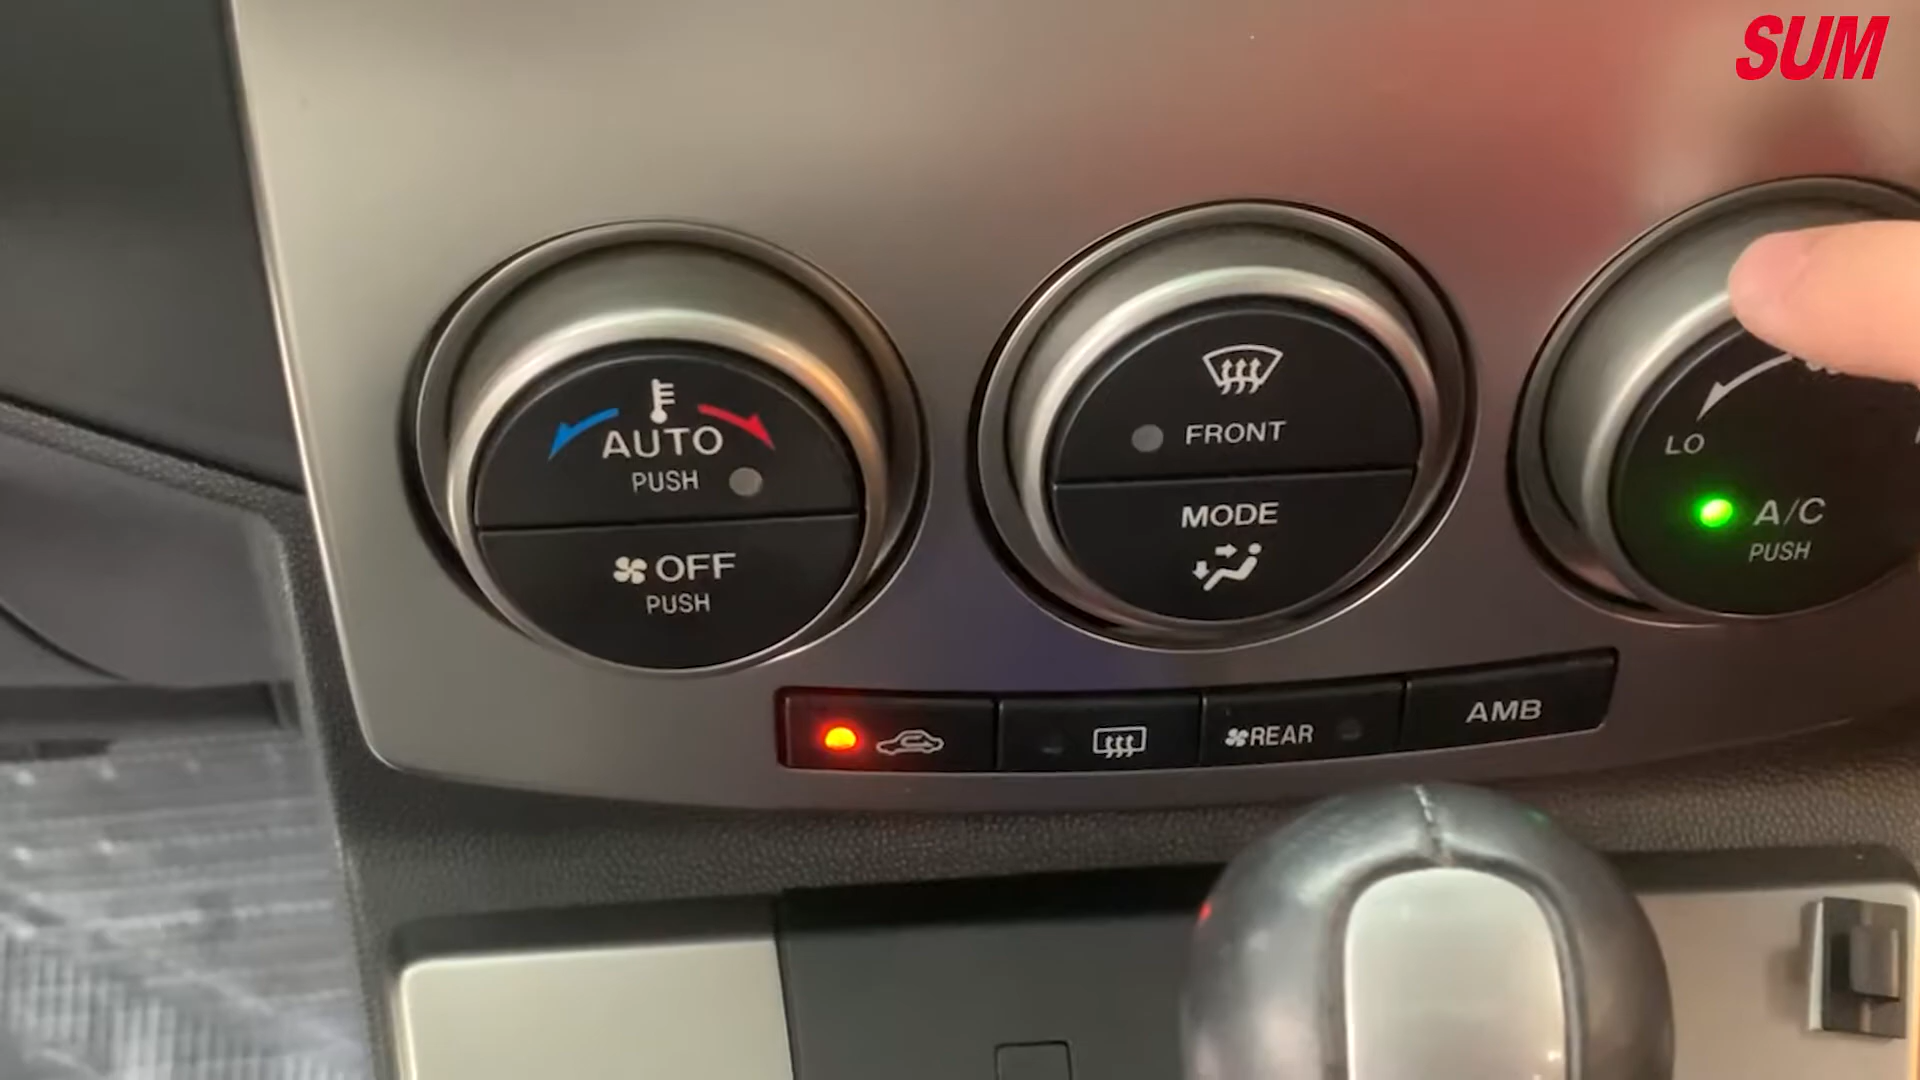 SUM
AUTO
PUSH
OFF
PUSH
FRONT
MODE
LO
A/C
PUSH
REAR
AMB